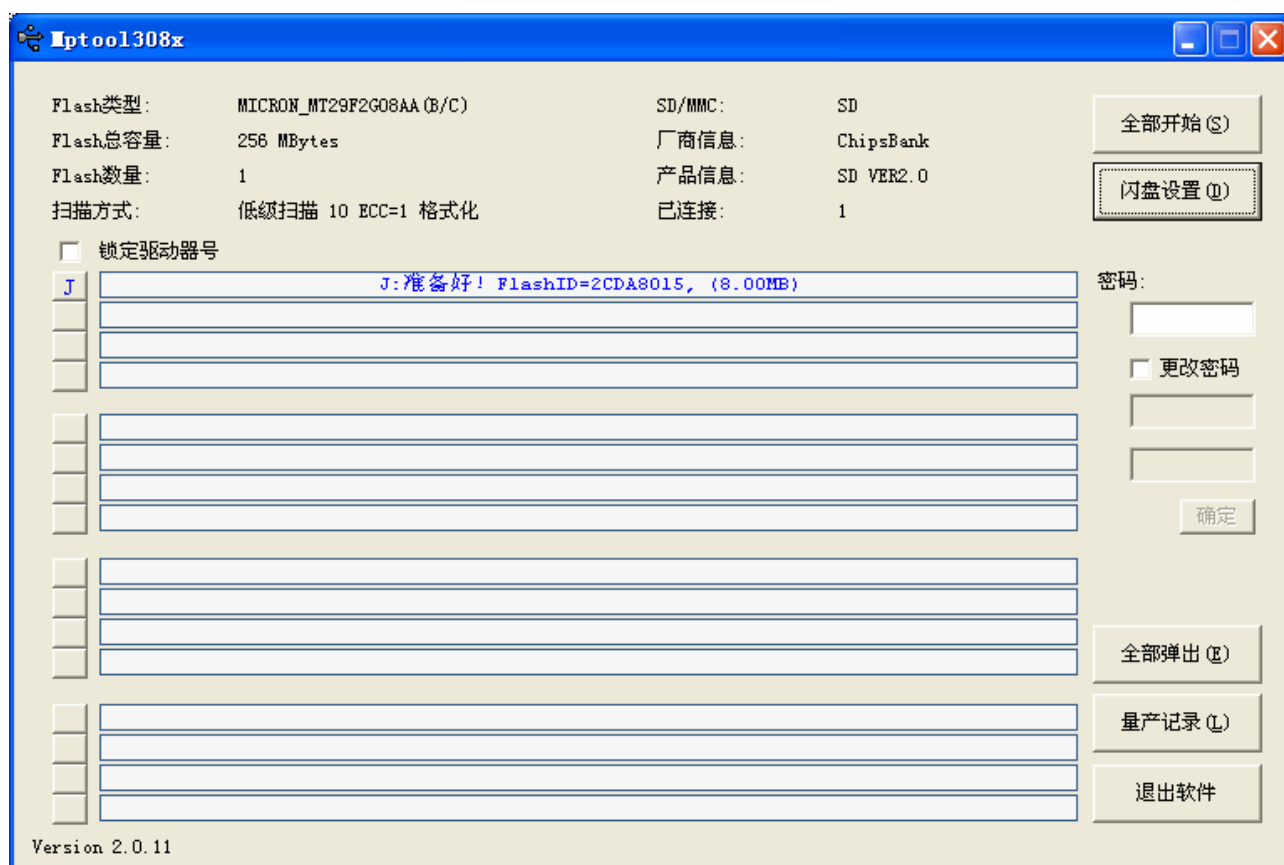 Mptool308x
Flash类型: MICRON_MT29F2G08AA(B/C) SD/MMC: SD
Flash总容量: 256 MBytes 厂商信息: ChipsBank
Flash数量: 1 产品信息: SD VER2.0
扫描方式: 低级扫描 10 ECC=1 格式化 已连接: 1
全部开始(S)
闪盘设置(D)
锁定驱动器号
J J:准备好! FlashID=2CDA8015, (8.00MB)
密码:
更改密码
确定
全部弹出(E)
量产记录(L)
退出软件
Version 2.0.11